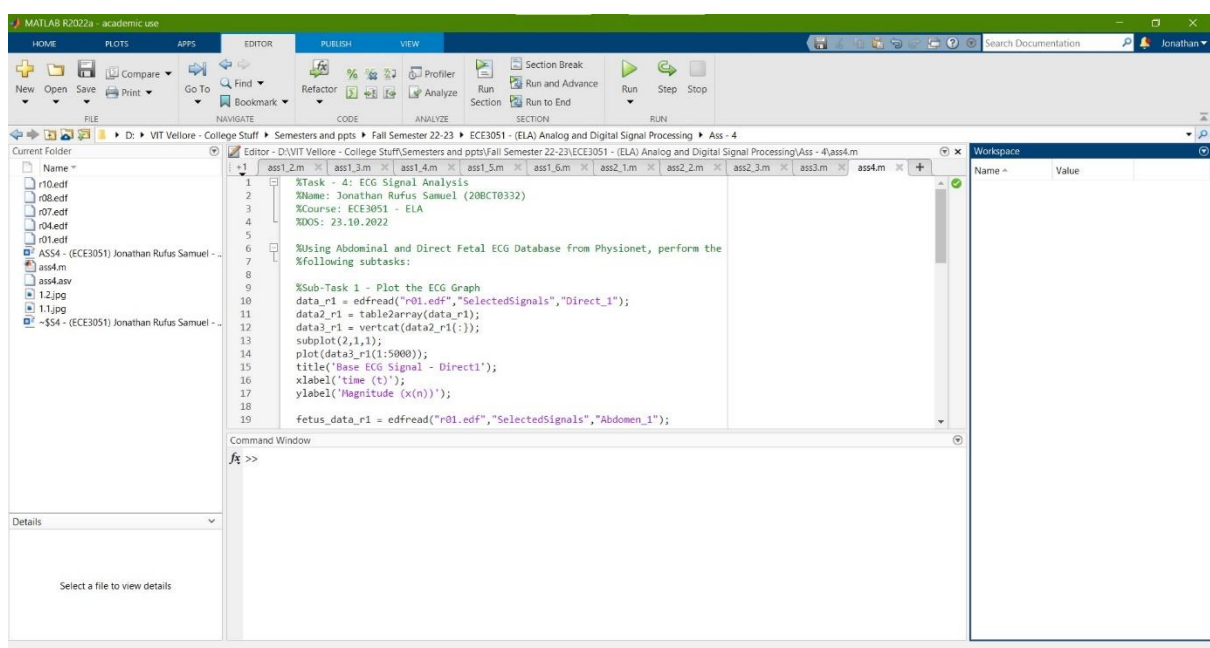 MATLAB R2022a - academic use
HOME PLOTS APPS EDITOR PUBLISH VIEW Search Documentation Jonathan
New Open Save Compare Print Go To Find Bookmark Refactor Profiler Analyze Run Section Section Break Run and Advance Run to End Run Step Stop
FILE NAVIGATE CODE ANALYZE SECTION RUN
D: VIT Vellore - College Stuff Semesters and ppts Fall Semester 22-23 ECE3051 - (ELA) Analog and Digital Signal Processing Ass - 4
Current Folder
Name
r10.edf
r08.edf
r07.edf
r04.edf
r01.edf
ASS4 - (ECE3051) Jonathan Rufus Samuel - ..
ass4.m
ass4.asv
1.2.jpg
1.1.jpg
~$S4 - (ECE3051) Jonathan Rufus Samuel - ..
Details
Select a file to view details
Editor - D:\VIT Vellore - College Stuff\Semesters and ppts\Fall Semester 22-23\ECE3051 - (ELA) Analog and Digital Signal Processing\Ass - 4\ass4.m
+1 ass1_2.m ass1_3.m ass1_4.m ass1_5.m ass1_6.m ass2_1.m ass2_2.m ass2_3.m ass3.m ass4.m +
1 %Task - 4: ECG Signal Analysis
2 %Name: Jonathan Rufus Samuel (20BCT0332)
3 %Course: ECE3051 - ELA
4 %DOS: 23.10.2022
5
6 %Using Abdominal and Direct Fetal ECG Database from Physionet, perform the
7 %following subtasks:
8
9 %Sub-Task 1 - Plot the ECG Graph
10 data_r1 = edfread("r01.edf","SelectedSignals","Direct_1");
11 data2_r1 = table2array(data_r1);
12 data3_r1 = vertcat(data2_r1{:});
13 subplot(2,1,1);
14 plot(data3_r1(1:5000));
15 title('Base ECG Signal - Direct1');
16 xlabel('time (t)');
17 ylabel('Magnitude (x(n))');
18
19 fetus_data_r1 = edfread("r01.edf","SelectedSignals","Abdomen_1");
Command Window
fx >>
Workspace
Name Value